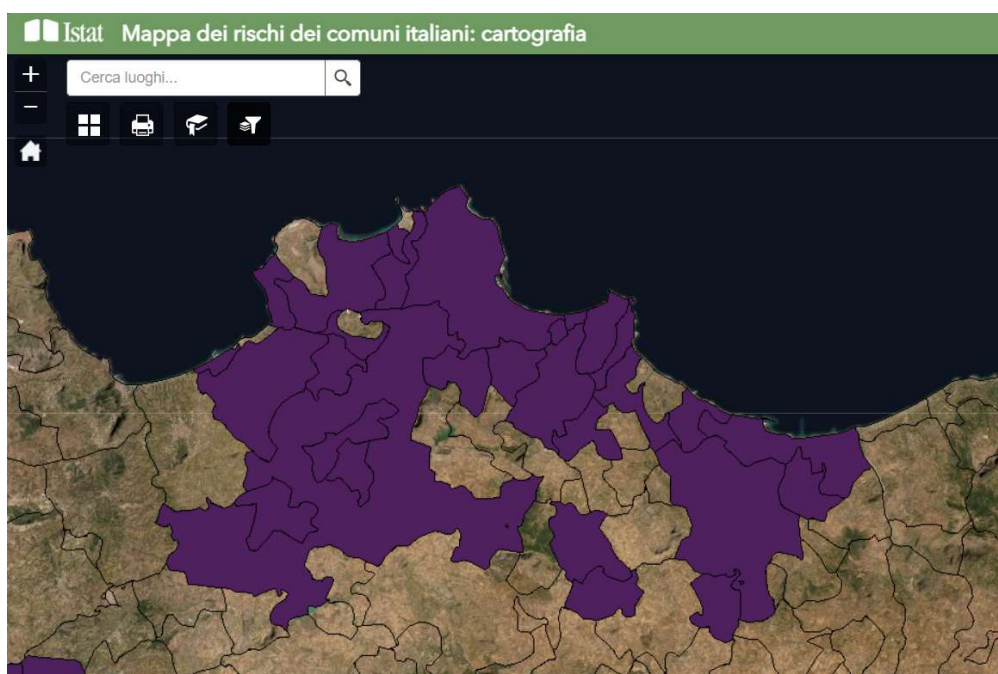 Istat Mappa dei rischi dei comuni italiani: cartografia
+
Cerca luoghi...
−